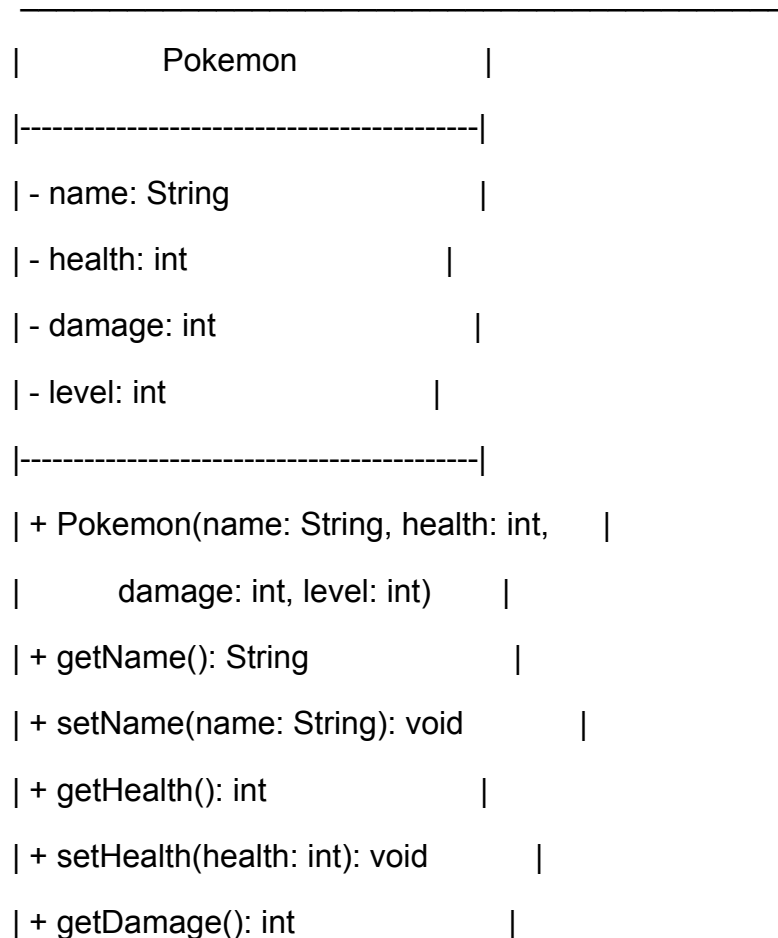 | Pokemon |
|-------------------------------------------|
| - name: String |
| - health: int |
| - damage: int |
| - level: int |
|-------------------------------------------|
| + Pokemon(name: String, health: int, |
| damage: int, level: int) |
| + getName(): String |
| + setName(name: String): void |
| + getHealth(): int |
| + setHealth(health: int): void |
| + getDamage(): int |